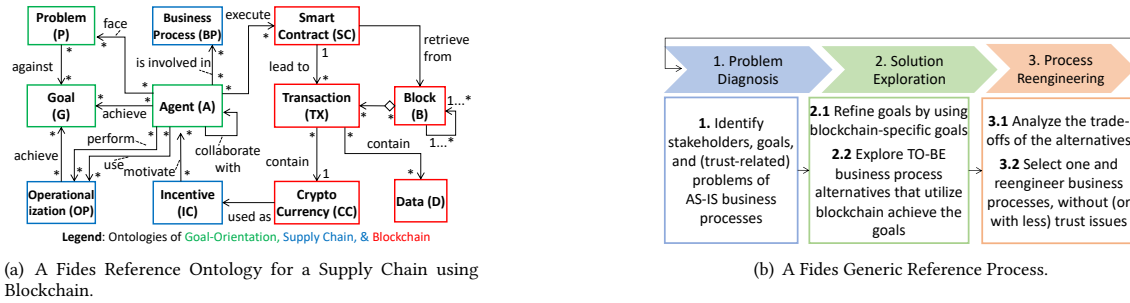 Problem
(P)
face
Business
Process (BP)
execute
Smart
Contract (SC)
is involved in
1
retrieve
from
against
lead to
Goal
(G)
achieve
Agent (A)
Transaction
(TX)
Block
(B)
1...*
1...*
perform
collaborate
with
achieve
use
motivate
contain
contain
1
Operational
ization (OP)
Incentive
(IC)
used as
Crypto
Currency (CC)
Data (D)
Legend: Ontologies of Goal-Orientation, Supply Chain, & Blockchain
(a) A Fides Reference Ontology for a Supply Chain using
Blockchain.
1. Problem
Diagnosis
2. Solution
Exploration
3. Process
Reengineering
1. Identify
stakeholders, goals,
and (trust-related)
problems of
AS-IS business
processes
2.1 Refine goals by using
blockchain-specific goals
2.2 Explore TO-BE
business process
alternatives that utilize
blockchain achieve the
goals
3.1 Analyze the trade-
offs of the alternatives
3.2 Select one and
reengineer business
processes, without (or
with less) trust issues
(b) A Fides Generic Reference Process.